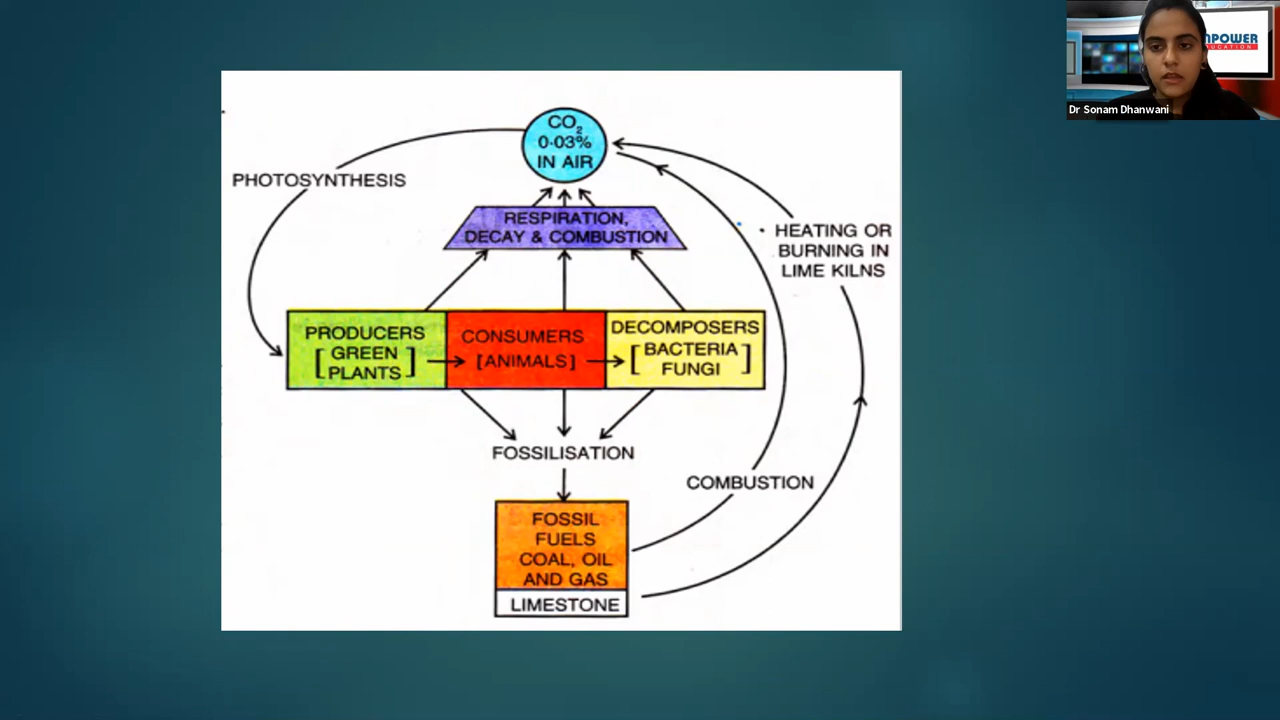 CO2
0.03%
IN AIR
PHOTOSYNTHESIS
RESPIRATION,
DECAY & COMBUSTION
HEATING OR
BURNING IN
LIME KILNS
PRODUCERS
[GREEN
PLANTS]
CONSUMERS
[ANIMALS]
DECOMPOSERS
[BACTERIA
FUNGI]
FOSSILISATION
COMBUSTION
FOSSIL
FUELS
COAL, OIL
AND GAS
LIMESTONE
Dr Sonam Dhanwani